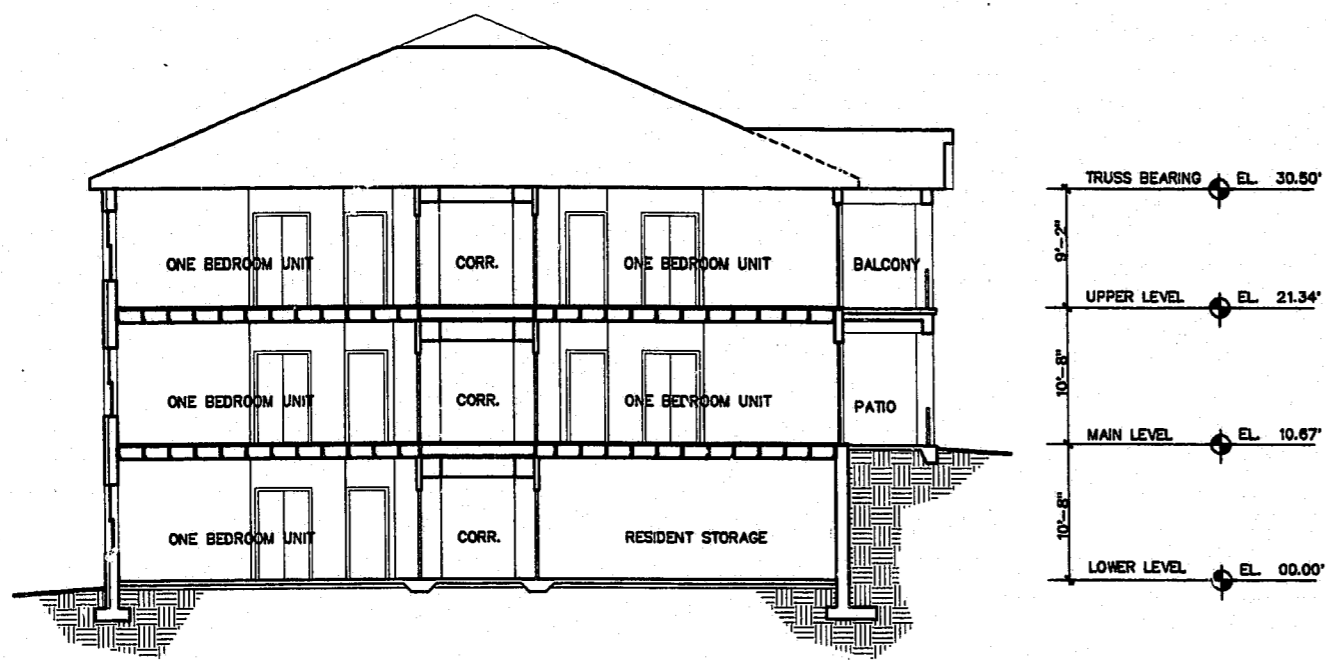 TRUSS BEARING EL. 30.50'
9'-2"
ONE BEDROOM UNIT CORR. ONE BEDROOM UNIT BALCONY
UPPER LEVEL EL. 21.34'
10'-8"
ONE BEDROOM UNIT CORR. ONE BEDROOM UNIT PATIO
MAIN LEVEL EL. 10.67'
10'-8"
ONE BEDROOM UNIT CORR. RESIDENT STORAGE
LOWER LEVEL EL. 00.00'